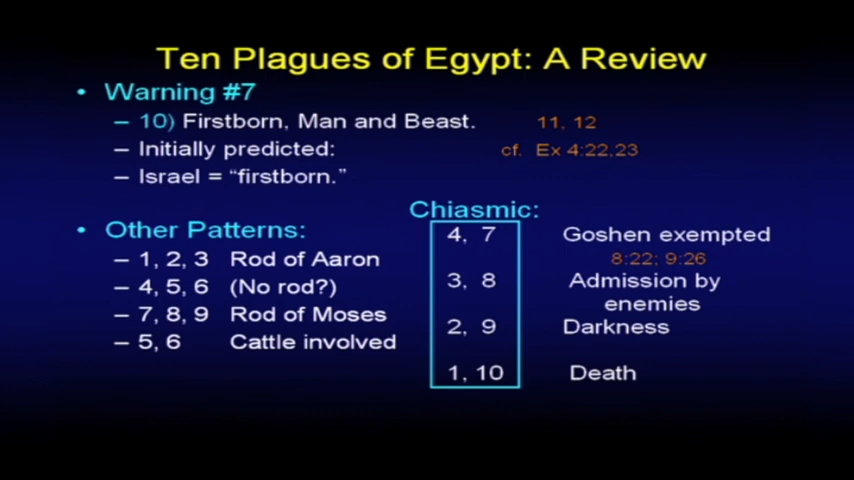 Ten Plagues of Egypt: A Review
• Warning #7
– 10) Firstborn, Man and Beast. 11, 12
– Initially predicted: cf. Ex 4:22,23
– Israel = “firstborn.”
• Other Patterns:
– 1, 2, 3 Rod of Aaron
– 4, 5, 6 (No rod?)
– 7, 8, 9 Rod of Moses
– 5, 6 Cattle involved
Chiasmic:
4, 7 Goshen exempted
8:22; 9:26
3, 8 Admission by
enemies
2, 9 Darkness
1, 10 Death